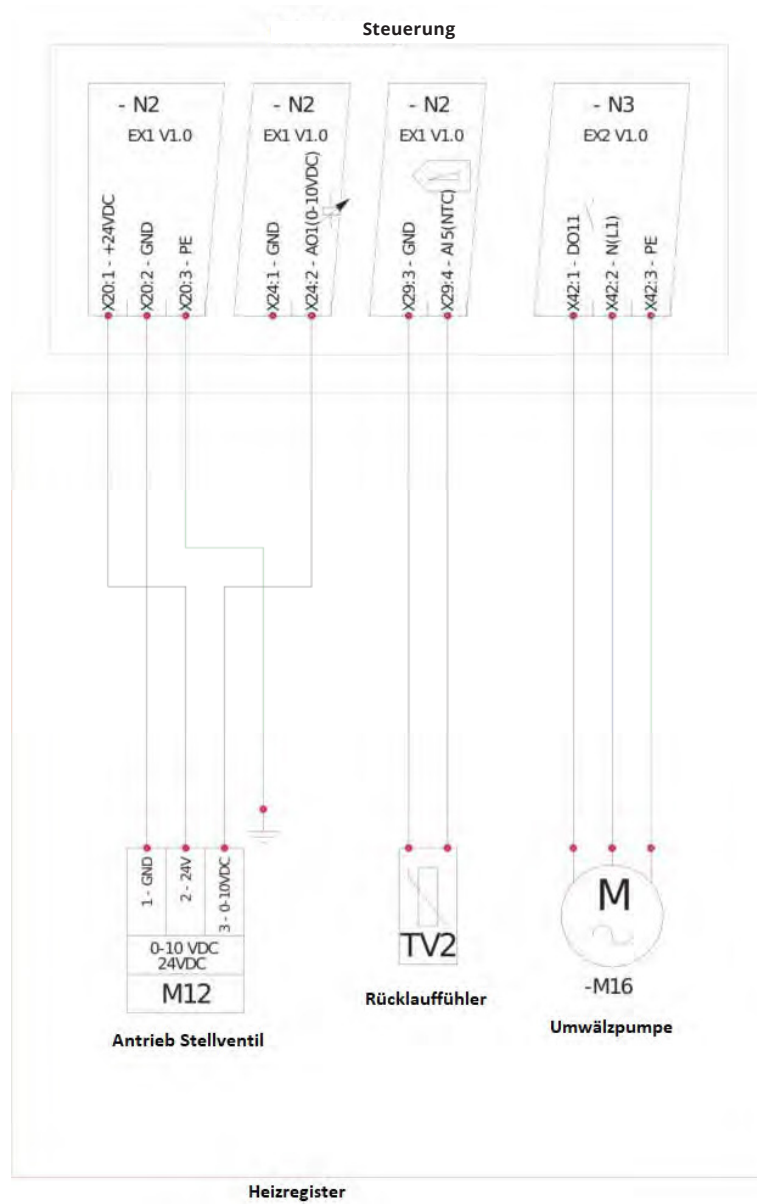 Steuerung
- N2
EX1 V1.0
X20:1 - +24VDC
X20:2 - GND
X20:3 - PE
- N2
EX1 V1.0
X24:1 - GND
X24:2 - AO1(0-10VDC)
- N2
EX1 V1.0
X29:3 - GND
X29:4 - AI5(NTC)
- N3
EX2 V1.0
X42:1 - DO11
X42:2 - N(L1)
X42:3 - PE
1 - GND
2 - 24V
3 - 0-10VDC
0-10 VDC
24VDC
M12
Antrieb Stellventil
TV2
Rücklauffühler
M
-M16
Umwälzpumpe
Heizregister